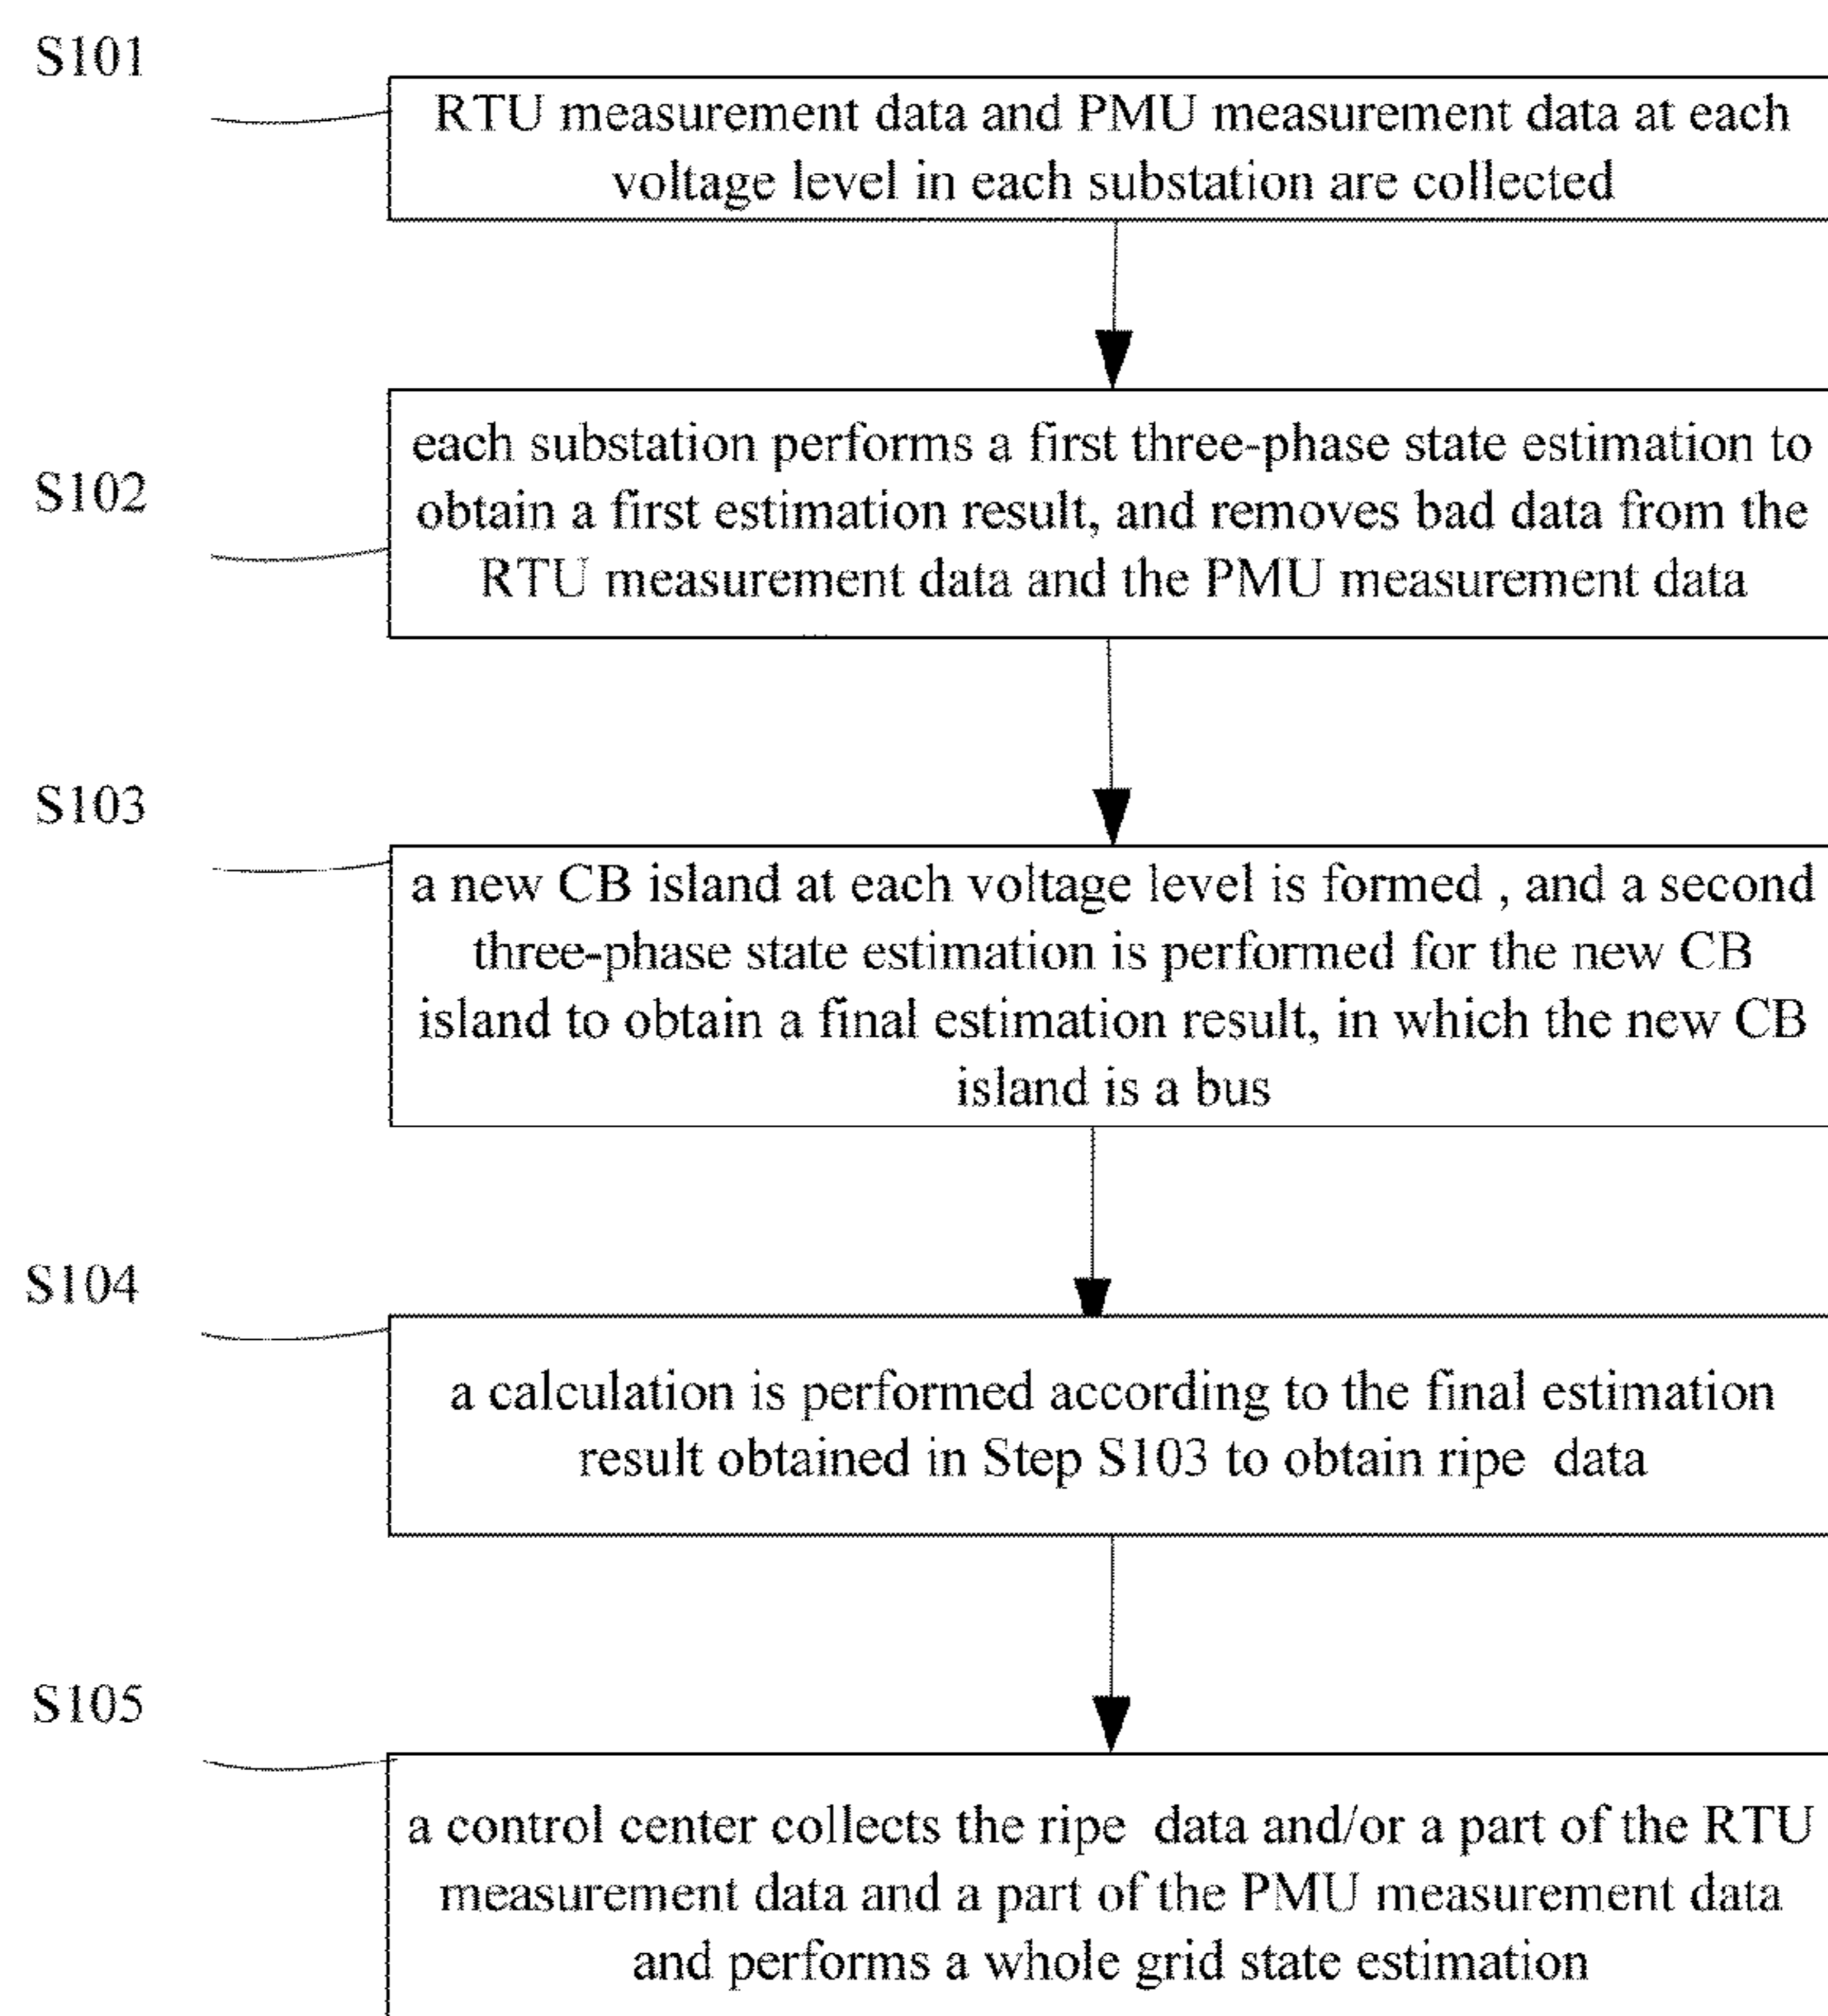 S101
RTU measurement data and PMU measurement data at each
voltage level in each substation are collected
S102
each substation performs a first three-phase state estimation to
obtain a first estimation result, and removes bad data from the
RTU measurement data and the PMU measurement data
S103
a new CB island at each voltage level is formed , and a second
three-phase state estimation is performed for the new CB
island to obtain a final estimation result, in which the new CB
island is a bus
S104
a calculation is performed according to the final estimation
result obtained in Step S103 to obtain ripe data
S105
a control center collects the ripe data and/or a part of the RTU
measurement data and a part of the PMU measurement data
and performs a whole grid state estimation